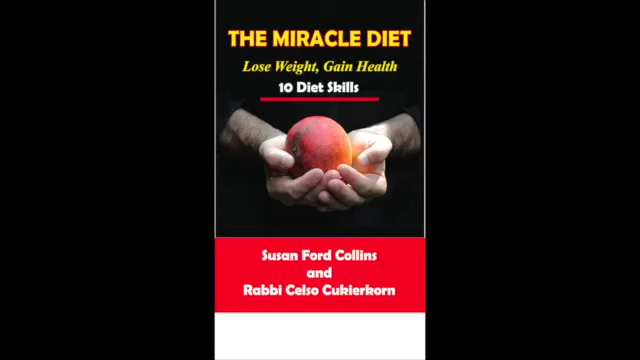 THE MIRACLE DIET
Lose Weight, Gain Health
10 Diet Skills
Susan Ford Collins
and
Rabbi Celso Cukierkorn